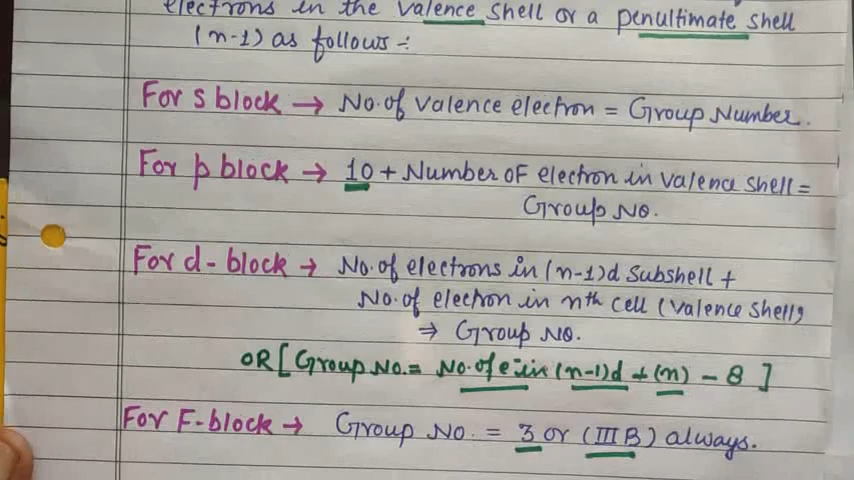 electrons in the valence shell or a penultimate shell
(n-1) as follows :-
For s block → No. of valence electron = Group Number.
For p block → 10 + Number of electron in valence shell =
Group No.
For d-block → No. of electrons in (n-1)d subshell +
No. of electron in nth cell (valence shell)
⇒ Group No.
OR [Group No. = No. of e⁻ in (n-1)d + (n) - 8 ]
For F-block → Group No. = 3 or (III B) always.